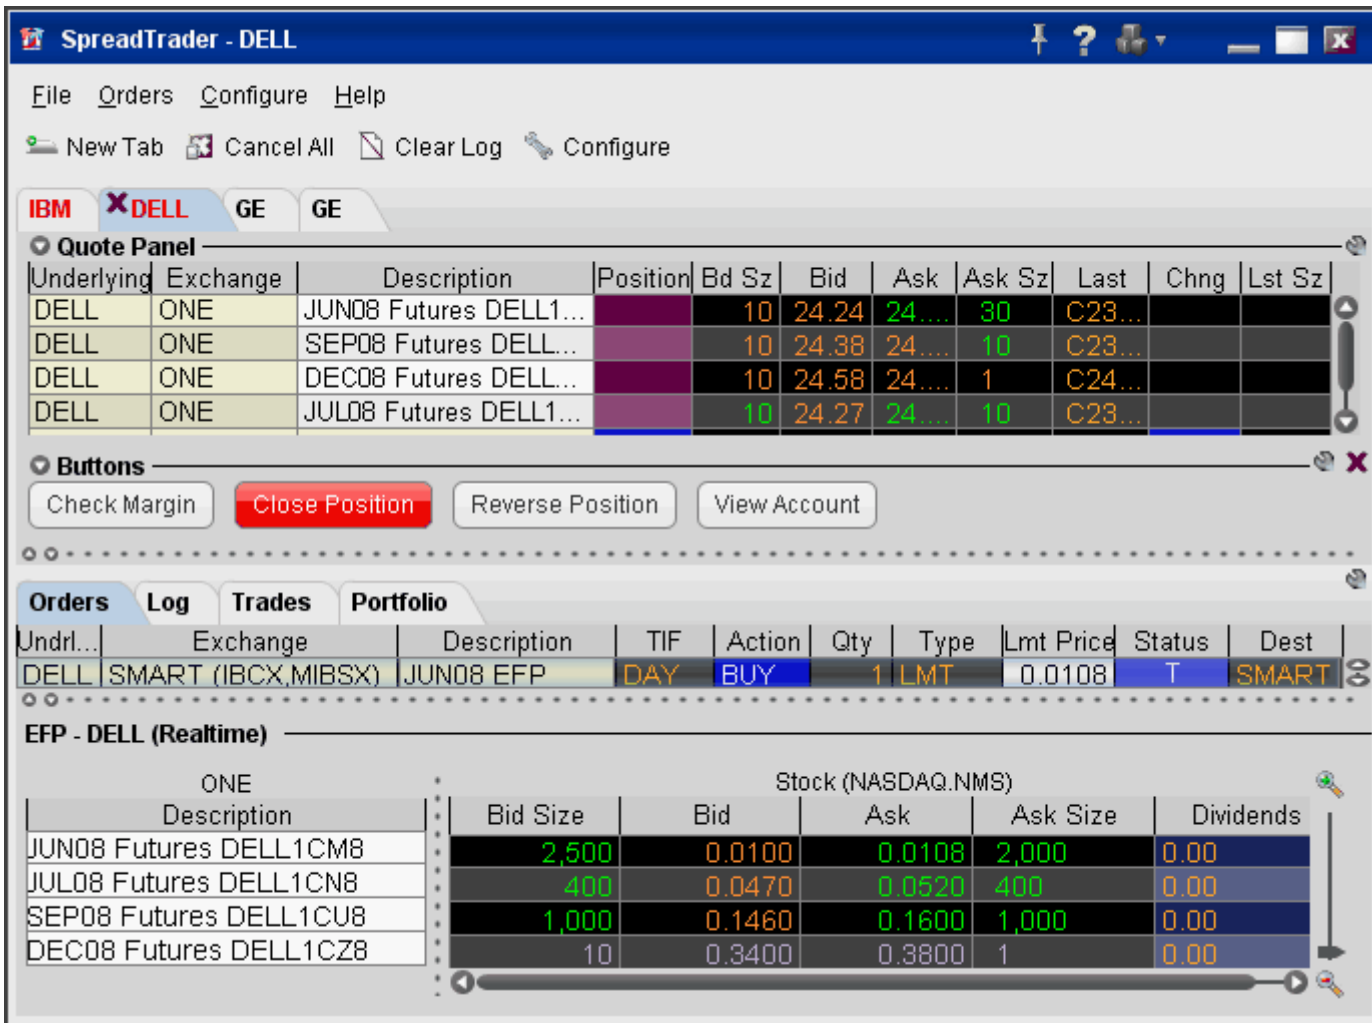 SpreadTrader - DELL
File Orders Configure Help
New Tab Cancel All Clear Log Configure
IBM DELL GE GE
Quote Panel
Underlying Exchange Description Position Bd Sz Bid Ask Ask Sz Last Chng Lst Sz
DELL ONE JUN08 Futures DELL1... 10 24.24 24.... 30 C23...
DELL ONE SEP08 Futures DELL... 10 24.38 24.... 10 C23...
DELL ONE DEC08 Futures DELL... 10 24.58 24.... 1 C24...
DELL ONE JUL08 Futures DELL1... 10 24.27 24.... 10 C23...
Buttons
Check Margin Close Position Reverse Position View Account
Orders Log Trades Portfolio
Undrl... Exchange Description TIF Action Qty Type Lmt Price Status Dest
DELL SMART (IBCX,MIBSX) JUN08 EFP DAY BUY 1 LMT 0.0108 T SMART
EFP - DELL (Realtime)
ONE Stock (NASDAQ.NMS)
Description Bid Size Bid Ask Ask Size Dividends
JUN08 Futures DELL1CM8 2,500 0.0100 0.0108 2,000 0.00
JUL08 Futures DELL1CN8 400 0.0470 0.0520 400 0.00
SEP08 Futures DELL1CU8 1,000 0.1460 0.1600 1,000 0.00
DEC08 Futures DELL1CZ8 10 0.3400 0.3800 1 0.00